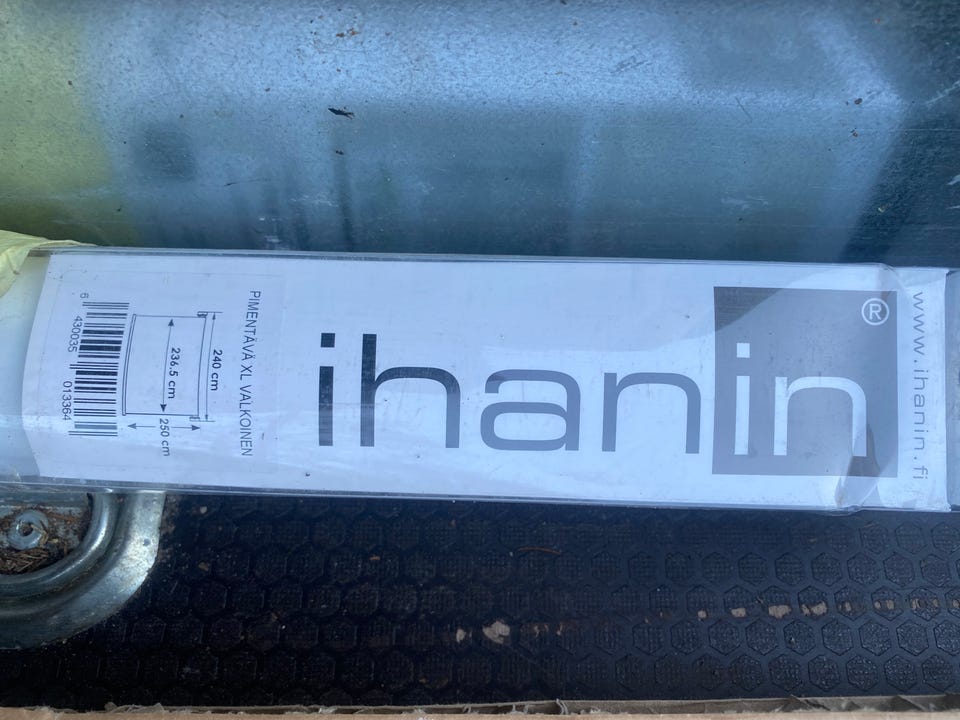 ihanin®
www.ihanin.fi
PIMENTÄVÄ XL VALKOINEN
240 cm
236.5 cm
250 cm
6 430035 013364